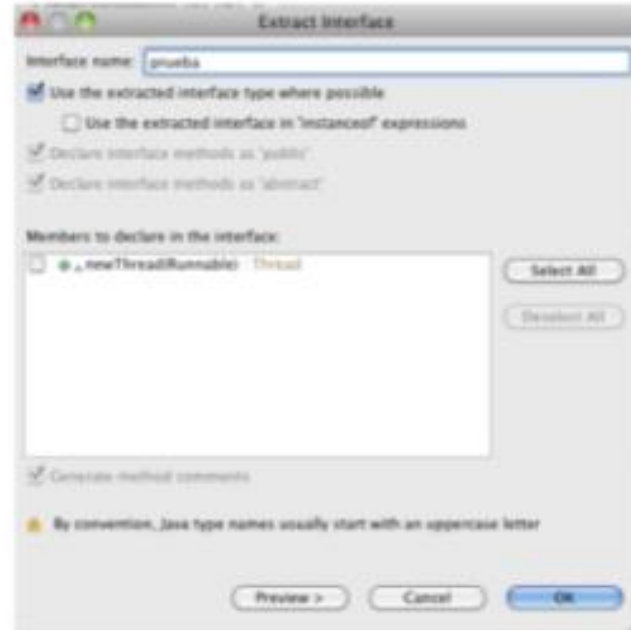 Extract Interface
Interface name: prueba
Use the extracted interface type where possible
Use the extracted interface in 'instanceof' expressions
Declare interface methods as 'public'
Declare interface methods as 'abstract'
Members to declare in the interface:
newThread(Runnable) Thread
Select All
Deselect All
Generate method comments
By convention, Java type names usually start with an uppercase letter
Preview > Cancel OK